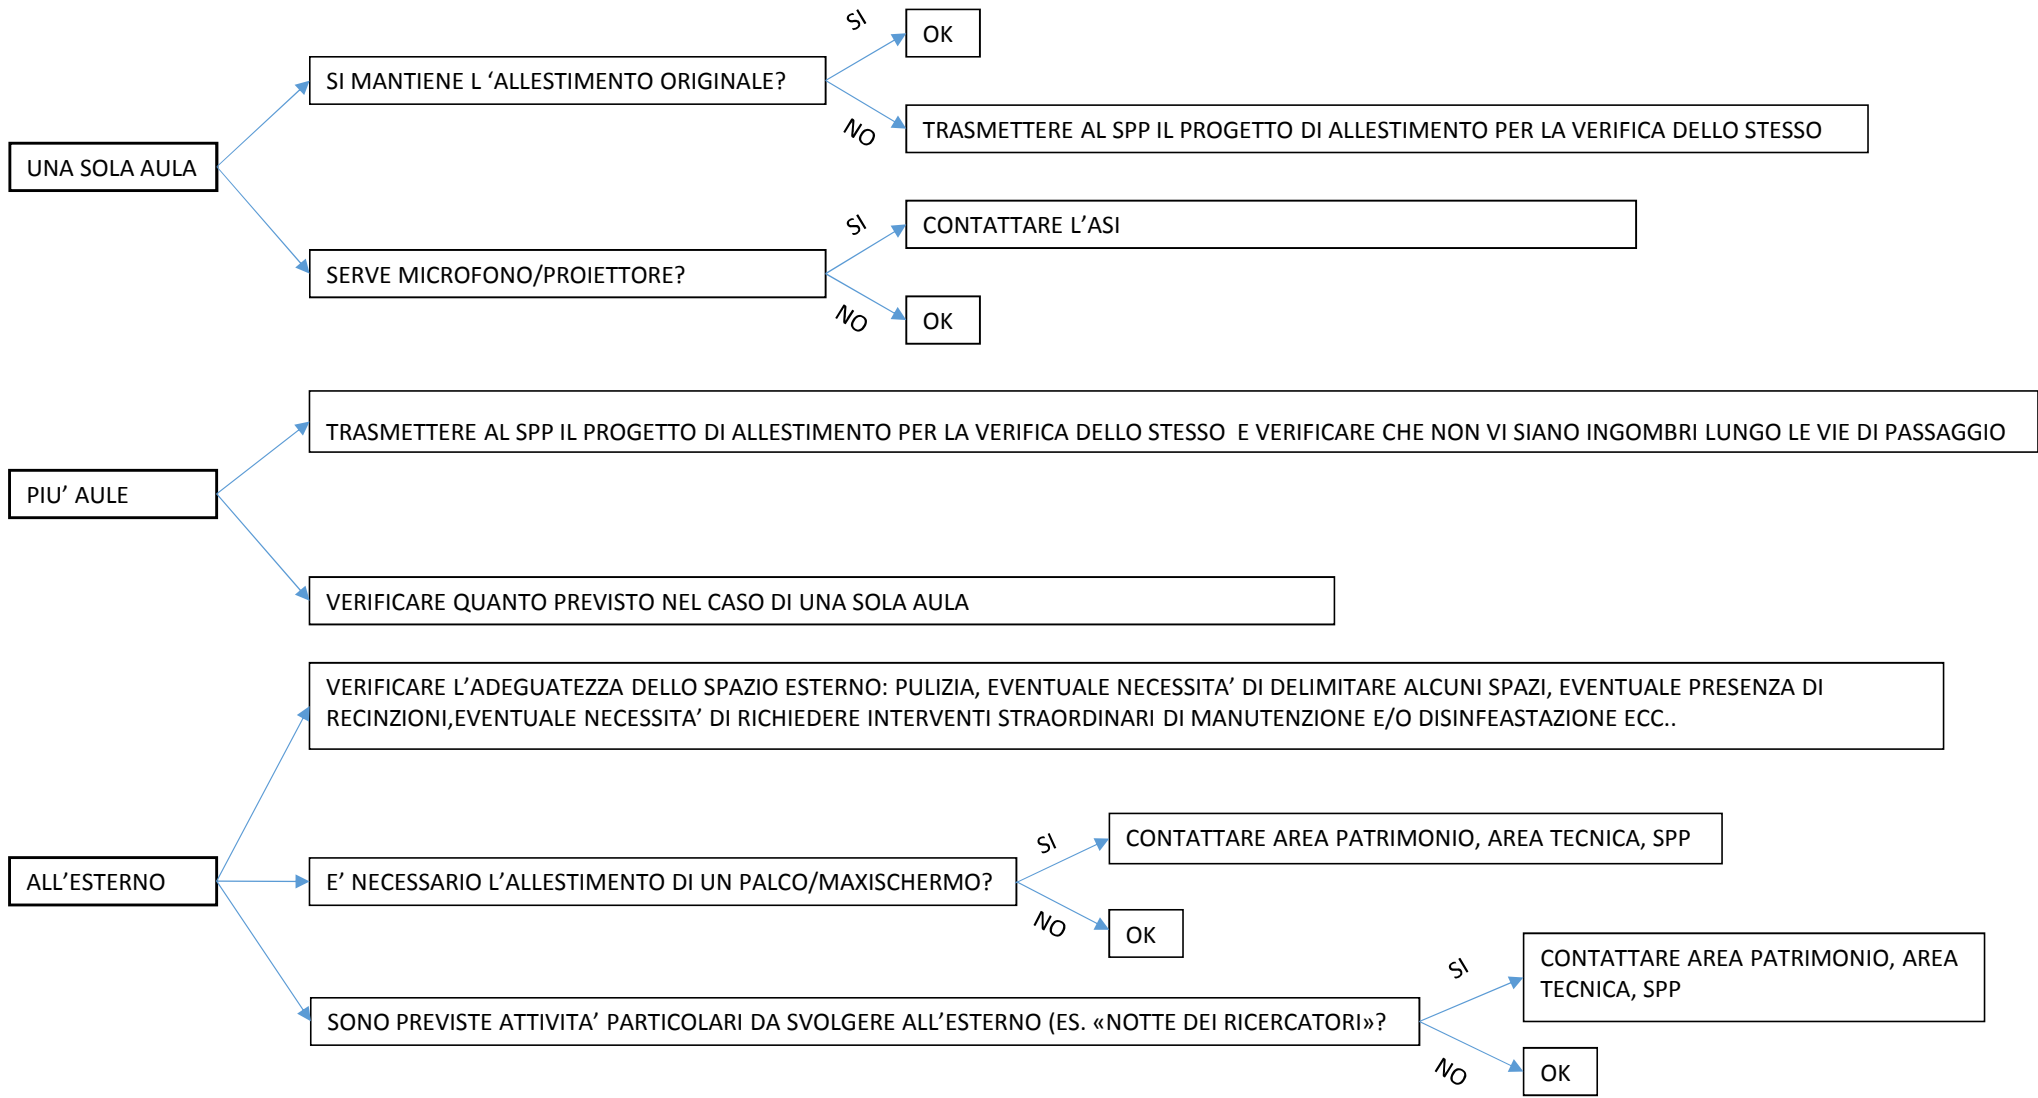 SI
OK
SI MANTIENE L ‘ALLESTIMENTO ORIGINALE?
NO
TRASMETTERE AL SPP IL PROGETTO DI ALLESTIMENTO PER LA VERIFICA DELLO STESSO
UNA SOLA AULA
SI
CONTATTARE L’ASI
SERVE MICROFONO/PROIETTORE?
NO
OK
TRASMETTERE AL SPP IL PROGETTO DI ALLESTIMENTO PER LA VERIFICA DELLO STESSO E VERIFICARE CHE NON VI SIANO INGOMBRI LUNGO LE VIE DI PASSAGGIO
PIU’ AULE
VERIFICARE QUANTO PREVISTO NEL CASO DI UNA SOLA AULA
VERIFICARE L’ADEGUATEZZA DELLO SPAZIO ESTERNO: PULIZIA, EVENTUALE NECESSITA’ DI DELIMITARE ALCUNI SPAZI, EVENTUALE PRESENZA DI
RECINZIONI,EVENTUALE NECESSITA’ DI RICHIEDERE INTERVENTI STRAORDINARI DI MANUTENZIONE E/O DISINFEASTAZIONE ECC..
SI
CONTATTARE AREA PATRIMONIO, AREA TECNICA, SPP
ALL’ESTERNO
E’ NECESSARIO L’ALLESTIMENTO DI UN PALCO/MAXISCHERMO?
NO
OK
SI
CONTATTARE AREA PATRIMONIO, AREA
TECNICA, SPP
SONO PREVISTE ATTIVITA’ PARTICOLARI DA SVOLGERE ALL’ESTERNO (ES. «NOTTE DEI RICERCATORI»?
NO
OK